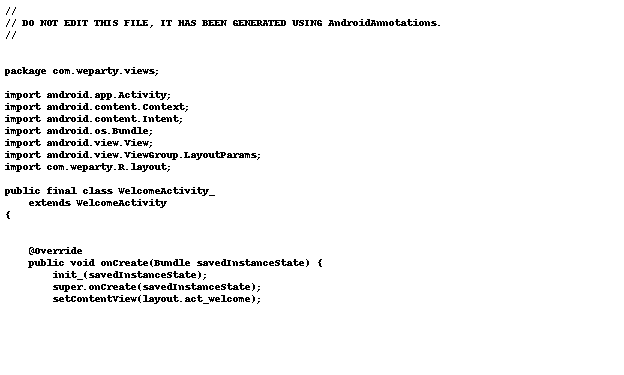 //
// DO NOT EDIT THIS FILE, IT HAS BEEN GENERATED USING AndroidAnnotations.
//
package com.weparty.views;
import android.app.Activity;
import android.content.Context;
import android.content.Intent;
import android.os.Bundle;
import android.view.View;
import android.view.ViewGroup.LayoutParams;
import com.weparty.R.layout;
public final class WelcomeActivity_
    extends WelcomeActivity
{
    @Override
    public void onCreate(Bundle savedInstanceState) {
        init_(savedInstanceState);
        super.onCreate(savedInstanceState);
        setContentView(layout.act_welcome);